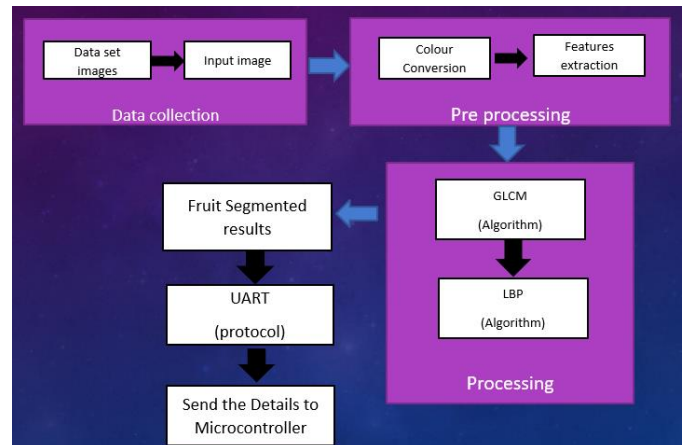 Data set
images
Input image
Data collection
Colour
Conversion
Features
extraction
Pre processing
GLCM
(Algorithm)
LBP
(Algorithm)
Processing
Fruit Segmented
results
UART
(protocol)
Send the Details to
Microcontroller